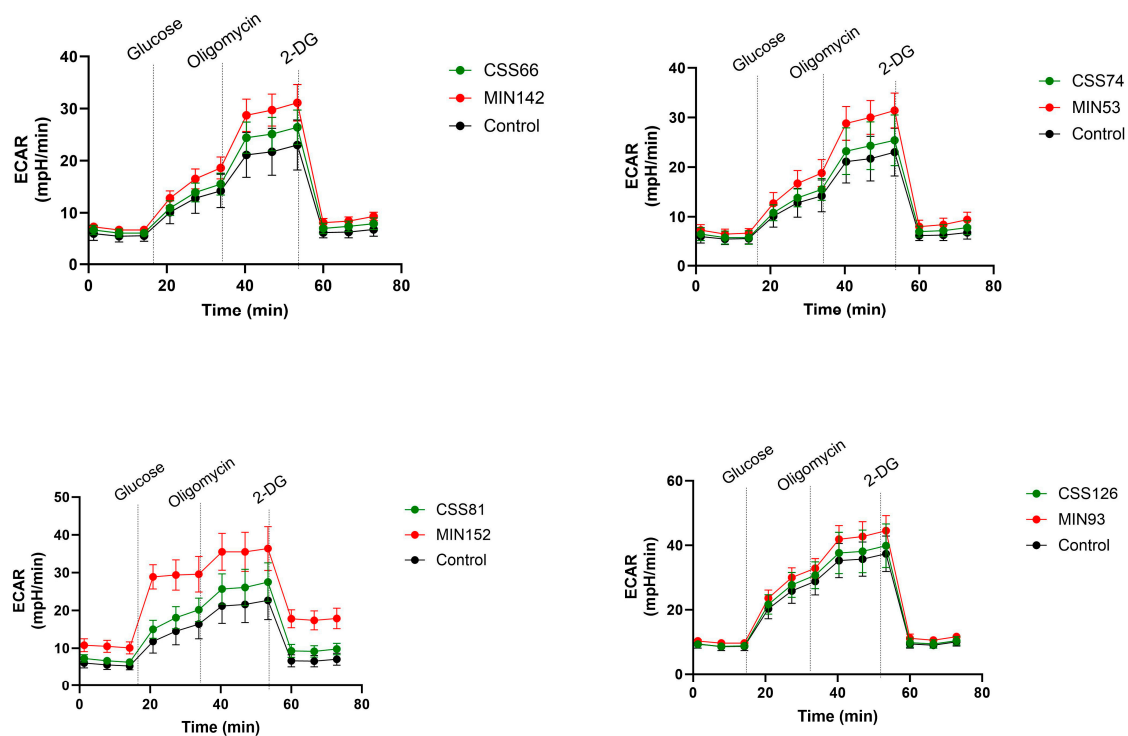 Glucose
Oligomycin
2-DG
40
30
20
10
0
0 20 40 60 80
ECAR
(mpH/min)
Time (min)
CSS66
MIN142
Control
Glucose
Oligomycin
2-DG
40
30
20
10
0
0 20 40 60 80
ECAR
(mpH/min)
Time (min)
CSS74
MIN53
Control
Glucose
Oligomycin
2-DG
50
40
30
20
10
0
0 20 40 60 80
ECAR
(mpH/min)
Time (min)
CSS81
MIN152
Control
Glucose
Oligomycin
2-DG
60
40
20
0
0 20 40 60 80
ECAR
(mpH/min)
Time (min)
CSS126
MIN93
Control